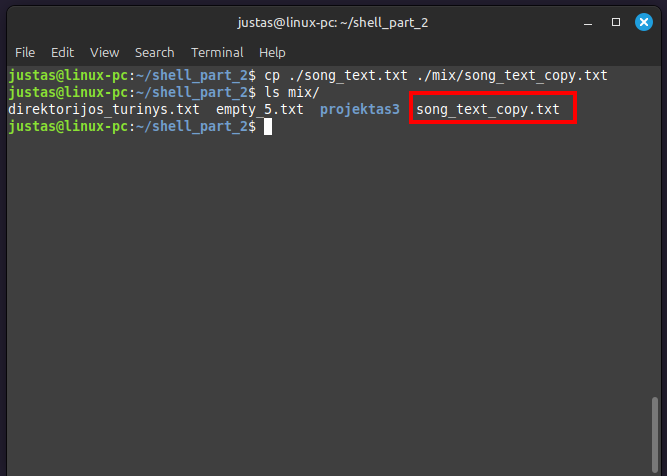 justas@linux-pc: ~/shell_part_2
File Edit View Search Terminal Help
justas@linux-pc:~/shell_part_2$ cp ./song_text.txt ./mix/song_text_copy.txt
justas@linux-pc:~/shell_part_2$ ls mix/
direktorijos_turinys.txt empty_5.txt projektas3 song_text_copy.txt
justas@linux-pc:~/shell_part_2$